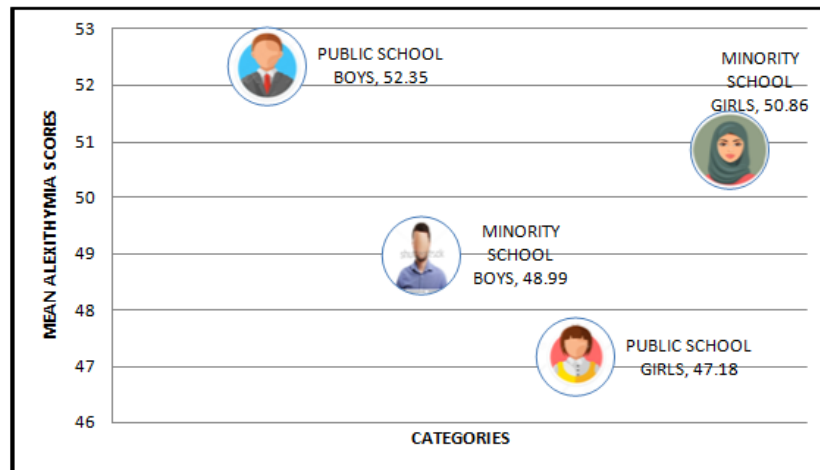 53
52
51
50
49
48
47
46
MEAN ALEXITHYMIA SCORES
PUBLIC SCHOOL
BOYS, 52.35
MINORITY
SCHOOL
GIRLS, 50.86
MINORITY
SCHOOL
BOYS, 48.99
PUBLIC SCHOOL
GIRLS, 47.18
CATEGORIES